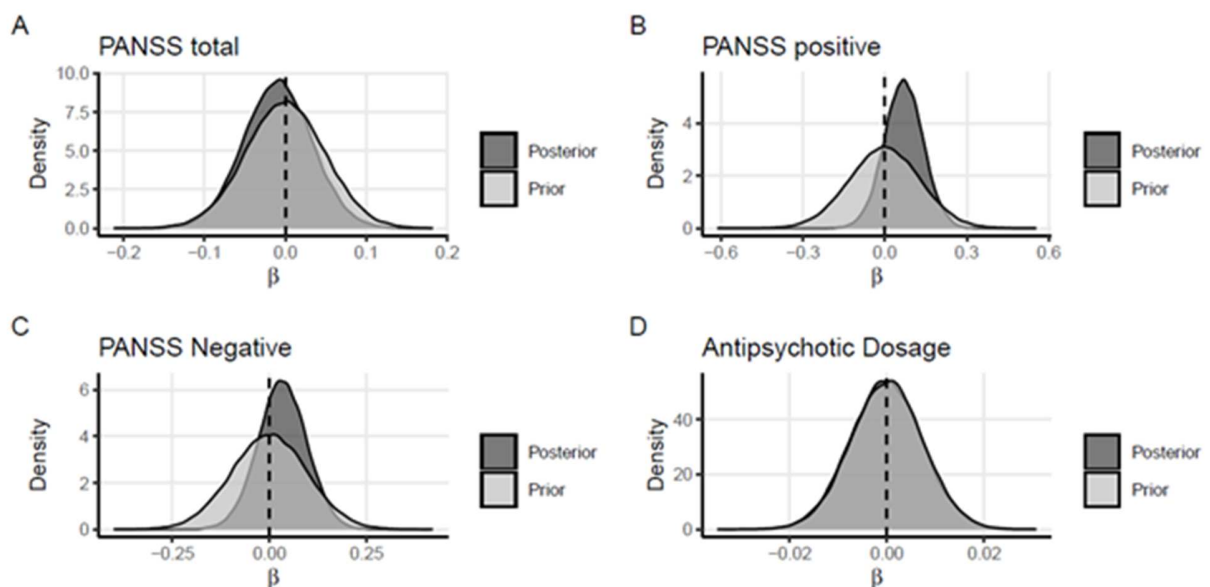 A
PANSS total
10.0
7.5
5.0
2.5
0.0
Density
−0.2 −0.1 0.0 0.1 0.2
β
Posterior
Prior
B
PANSS positive
4
2
0
Density
−0.6 −0.3 0.0 0.3 0.6
β
Posterior
Prior
C
PANSS Negative
6
4
2
0
Density
−0.25 0.00 0.25
β
Posterior
Prior
D
Antipsychotic Dosage
40
20
0
Density
−0.02 0.00 0.02
β
Posterior
Prior